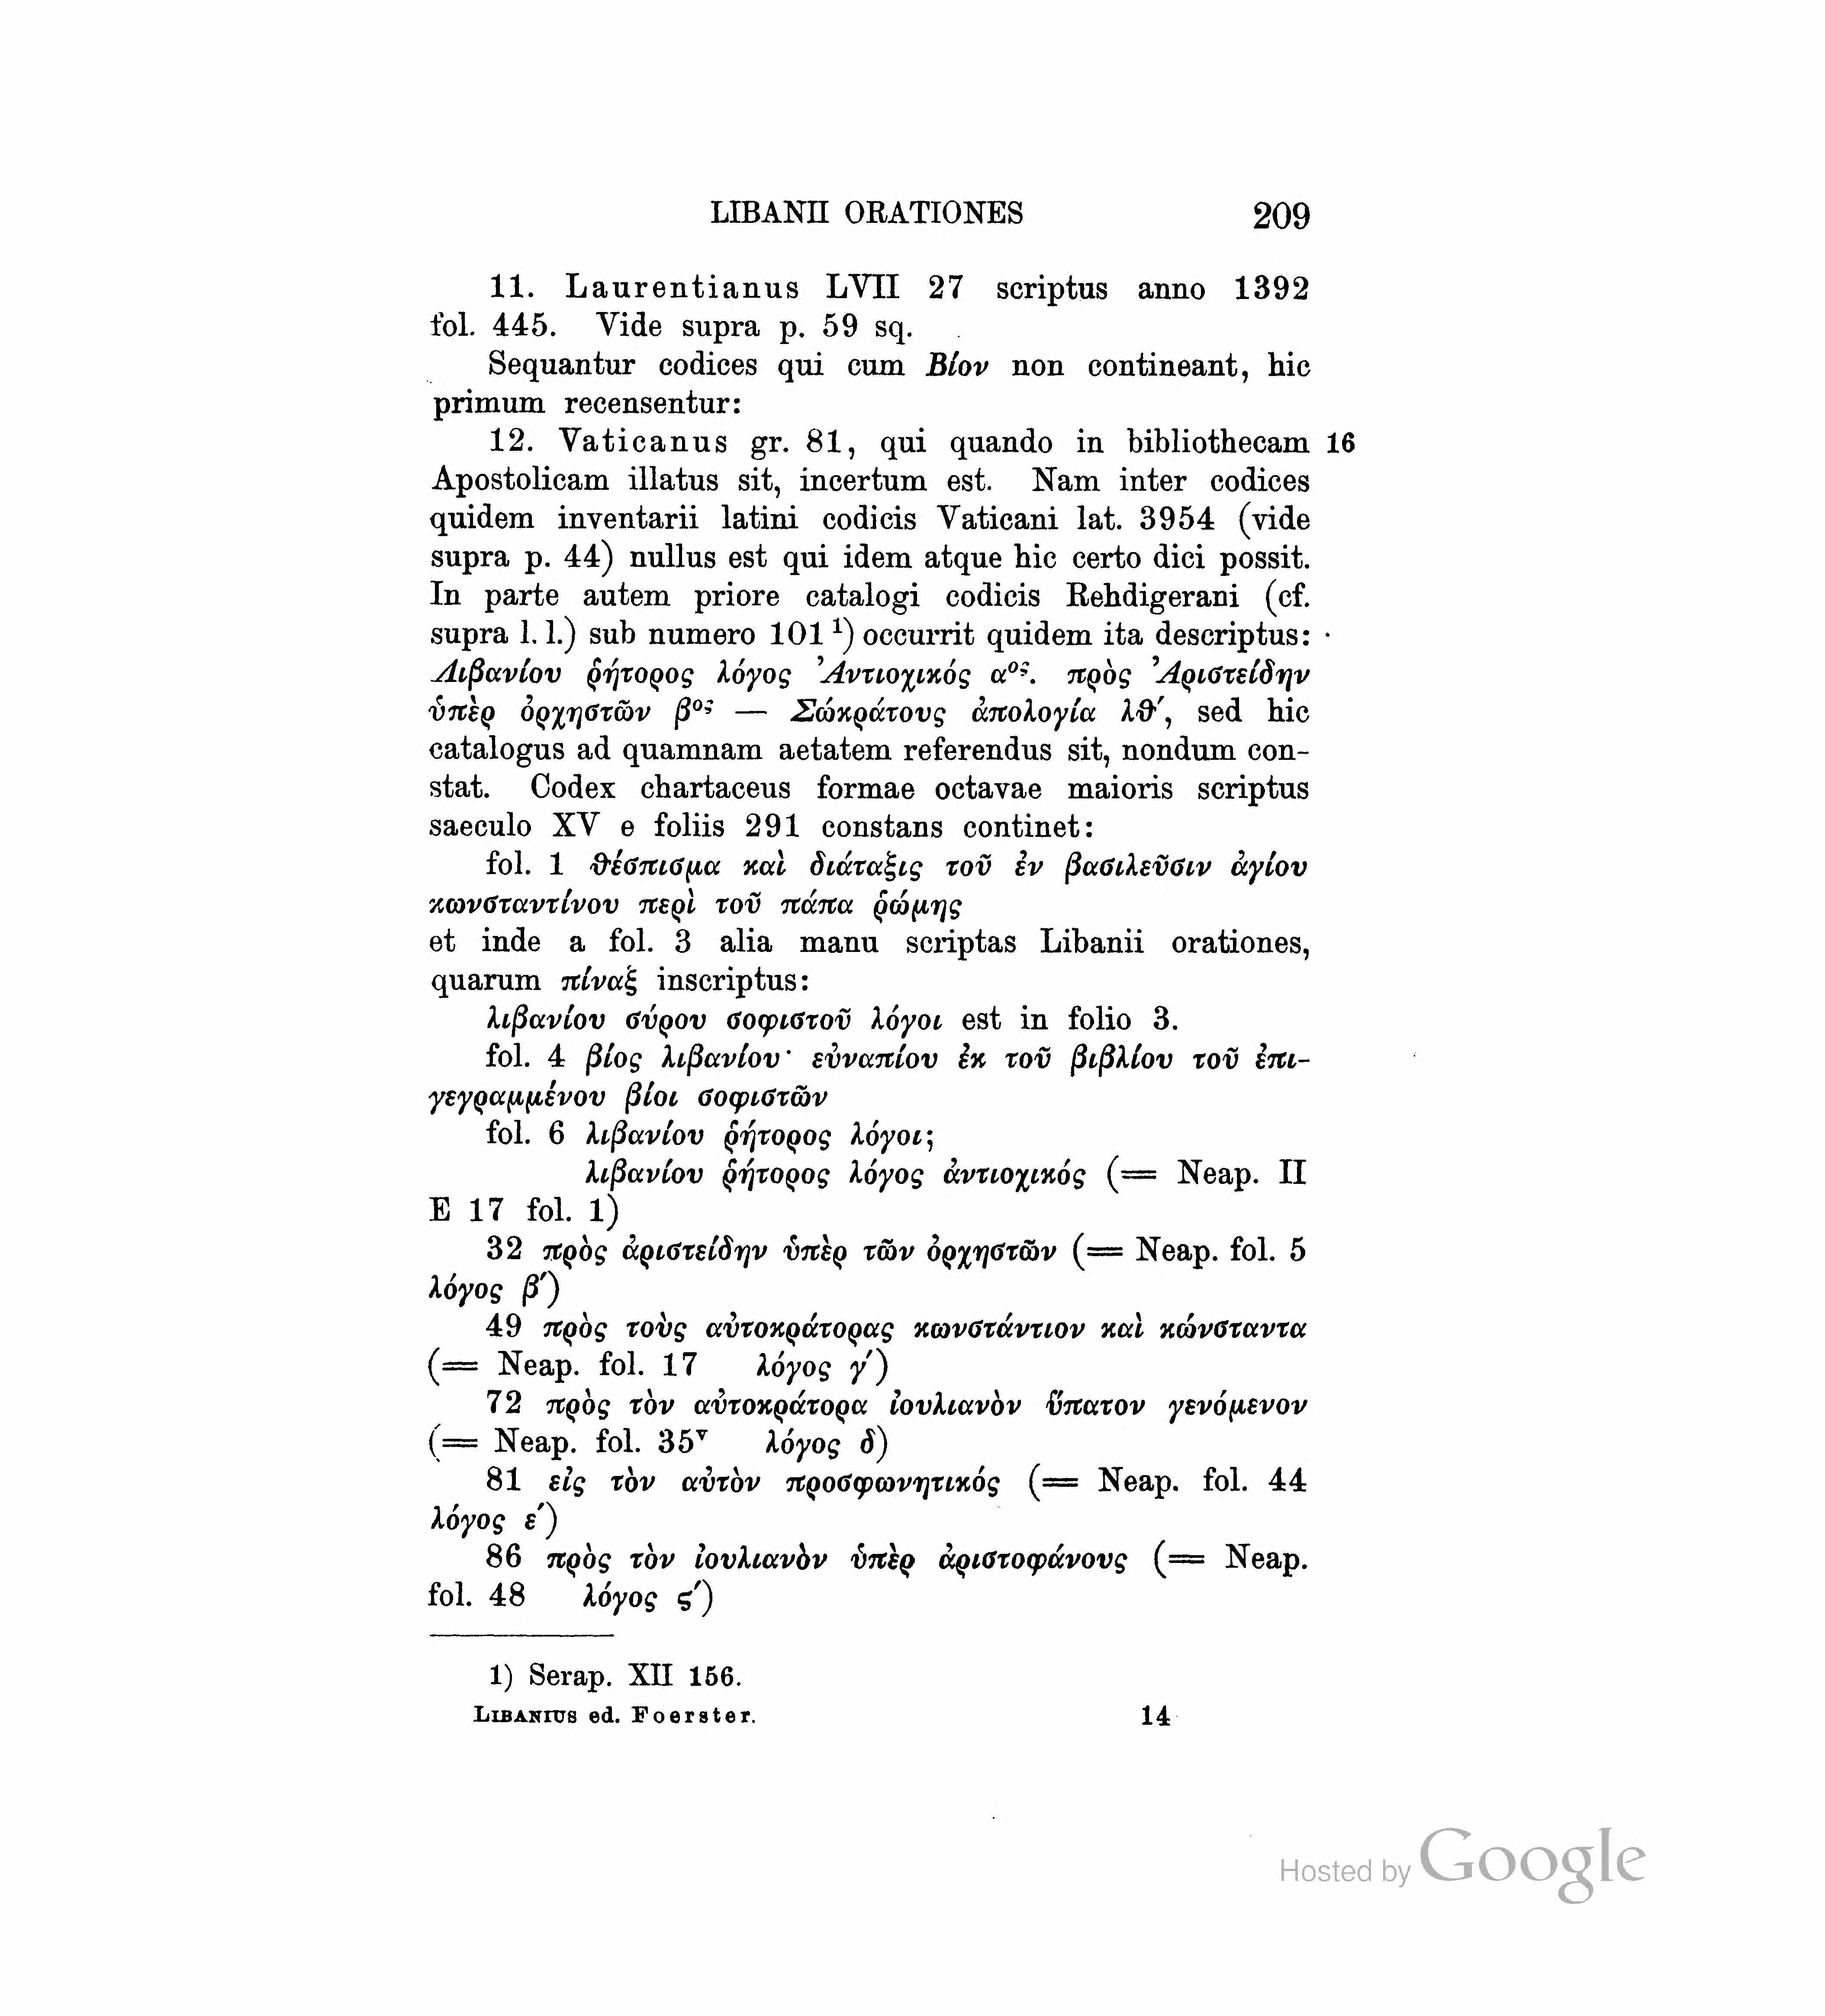 LIBANII ORATIONES 209
11. Laurentianus LVII 27 scriptus anno 1392
fol. 445. Vide supra p. 59 sq.
Sequantur codices qui cum Βίον non contineant, hic
primum recensentur:
12. Vaticanus gr. 81, qui quando in bibliothecam 16
Apostolicam illatus sit, incertum est. Nam inter codices
quidem inventarii latini codicis Vaticani lat. 3954 (vide
supra p. 44) nullus est qui idem atque hic certo dici possit.
In parte autem priore catalogi codicis Rehdigerani (cf.
supra l. l.) sub numero 101 ¹) occurrit quidem ita descriptus:
Λιβανίου ῥήτορος λόγος Ἀντιοχικός αος. πρὸς Ἀριστείδην
ὑπὲρ ὀρχηστῶν βος — Σώκράτους ἀπολογία λθ′, sed hic
catalogus ad quamnam aetatem referendus sit, nondum con-
stat. Codex chartaceus formae octavae maioris scriptus
saeculo XV e foliis 291 constans continet:
fol. 1 θέσπισμα καὶ διάταξις τοῦ ἐν βασιλεῦσιν ἁγίου
κωνσταντίνου περὶ τοῦ πάπα ῥώμης
et inde a fol. 3 alia manu scriptas Libanii orationes,
quarum πίναξ inscriptus:
λιβανίου σύρου σοφιστοῦ λόγοι est in folio 3.
fol. 4 βίος λιβανίου· εὐναπίου ἐκ τοῦ βιβλίου τοῦ ἐπι-
γεγραμμένου βίοι σοφιστῶν
fol. 6 λιβανίου ῥήτορος λόγοι;
λιβανίου ῥήτορος λόγος ἀντιοχικός (= Neap. II
E 17 fol. 1)
32 πρὸς ἀριστείδην ὑπὲρ τῶν ὀρχηστῶν (= Neap. fol. 5
λόγος β′)
49 πρὸς τοὺς αὐτοκράτορας κωνστάντιον καὶ κώνσταντα
(= Neap. fol. 17 λόγος γ′)
72 πρὸς τὸν αὐτοκράτορα ἰουλιανὸν ὕπατον γενόμενον
(= Neap. fol. 35ᵛ λόγος δ)
81 εἰς τὸν αὐτὸν προσφωνητικός (= Neap. fol. 44
λόγος ε′)
86 πρὸς τὸν ἰουλιανὸν ὑπὲρ ἀριστοφάνους (= Neap.
fol. 48 λόγος ς′)
1) Serap. XII 156.
LIBANIUS ed. Foerster. 14
Hosted by Google